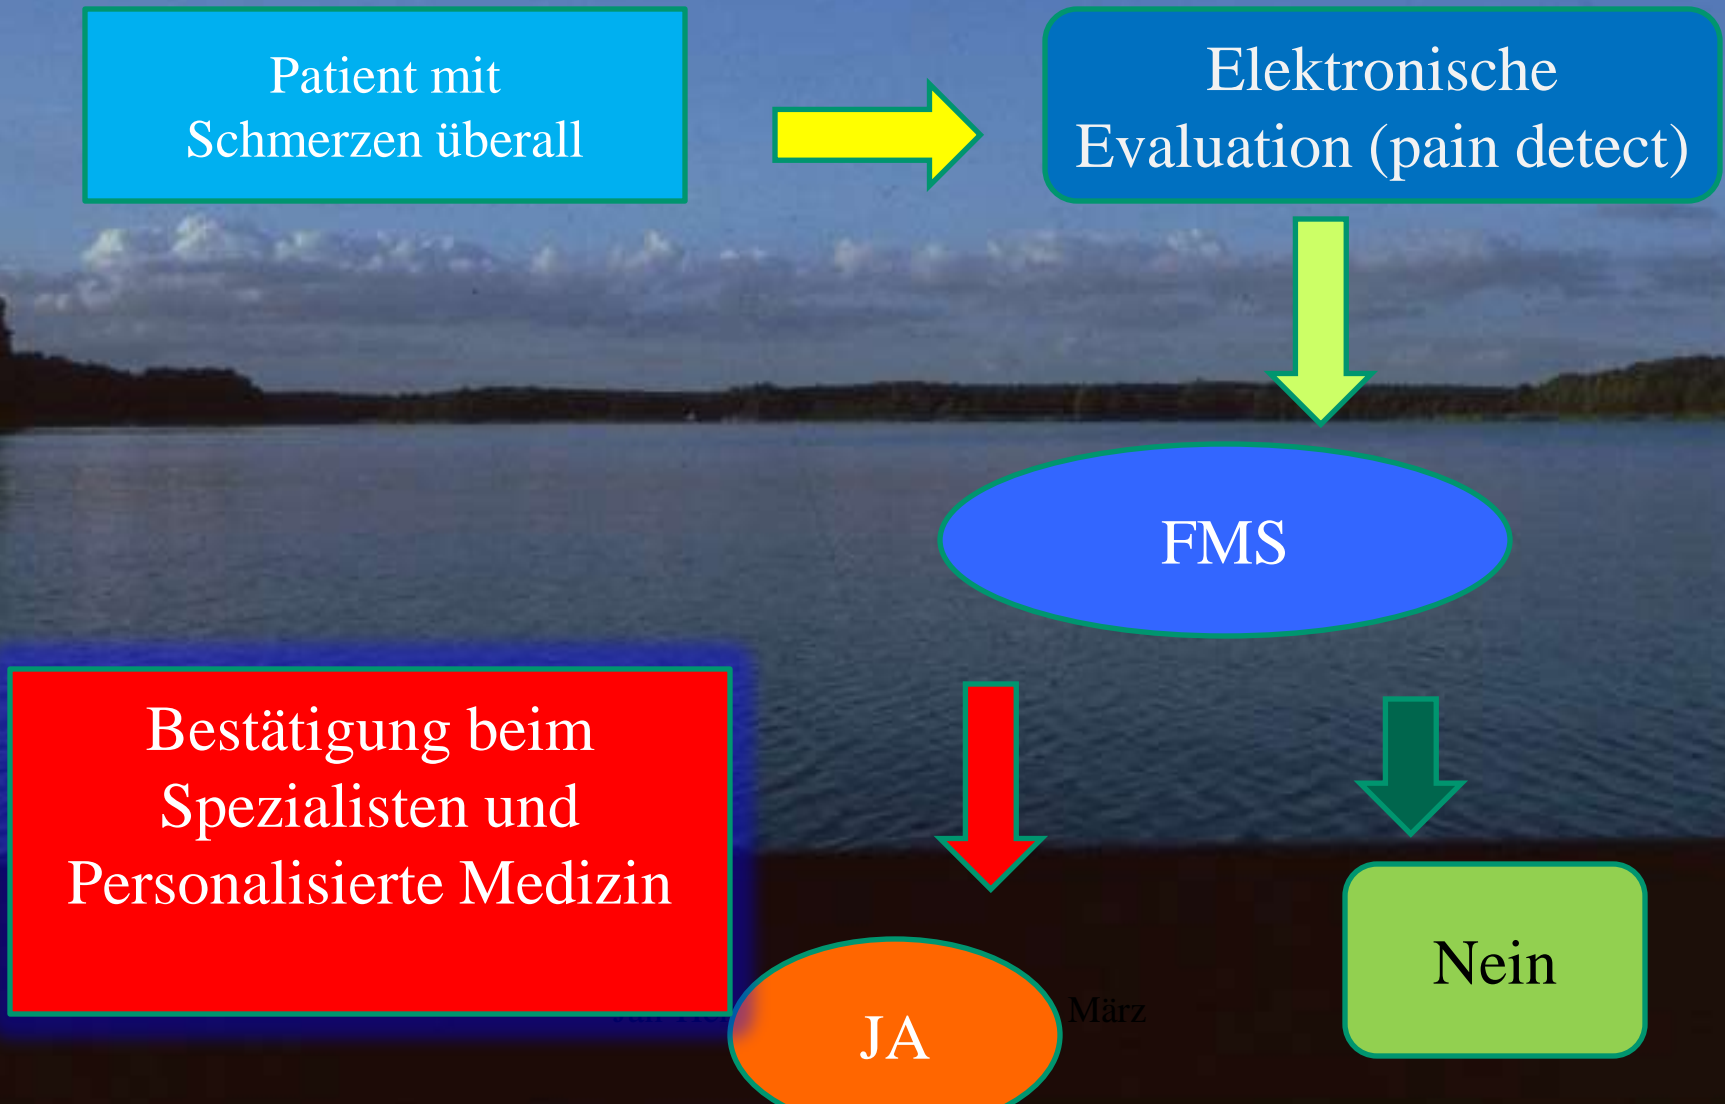 Patient mit
Schmerzen überall
Elektronische
Evaluation (pain detect)
FMS
Bestätigung beim
Spezialisten und
Personalisierte Medizin
Nein
März
JA